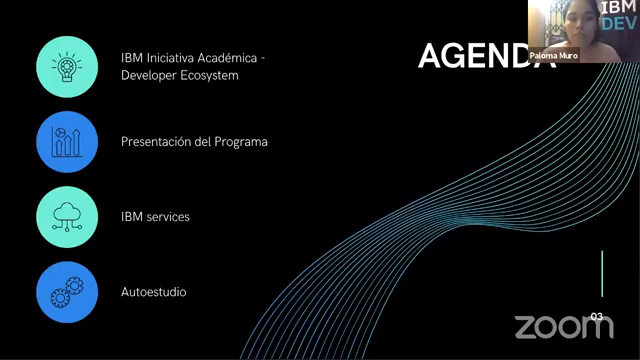 AGENDA
IBM Iniciativa Académica -
Developer Ecosystem
Presentación del Programa
IBM services
Autoestudio
IBM
DEV
Paloma Muro
03
zoom